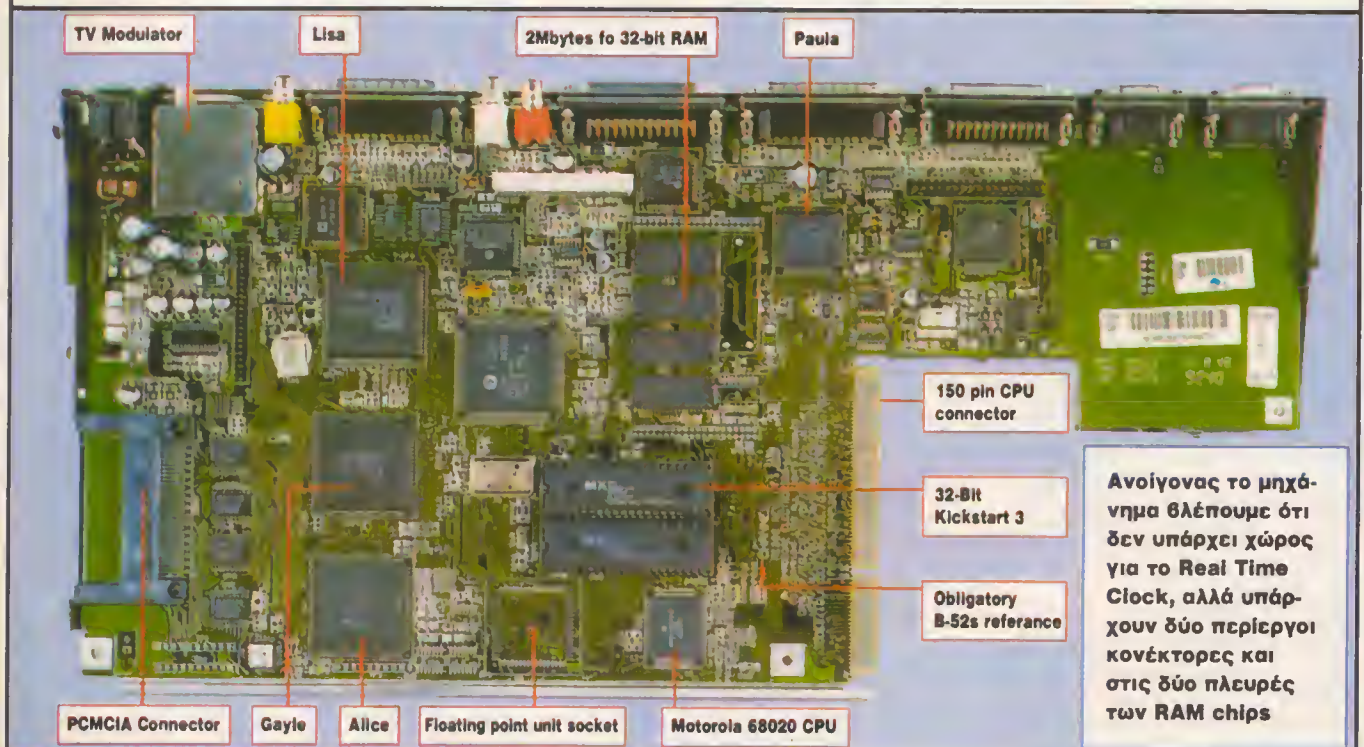 TV Modulator
Lisa
2Mbytes fo 32-bit RAM
Paula
150 pin CPU
connector
32-Bit
Kickstart 3
Obligatory
B-52s referance
PCMCIA Connector
Gayle
Alice
Floating point unit socket
Motorola 68020 CPU
Ανοίγονας το μηχά-
νημα βλέπουμε ότι
δεν υπάρχει χώρος
για το Real Time
Clock, αλλά υπάρ-
χουν δύο περίεργοι
κονέκτορες και
στις δύο πλευρές
των RAM chips